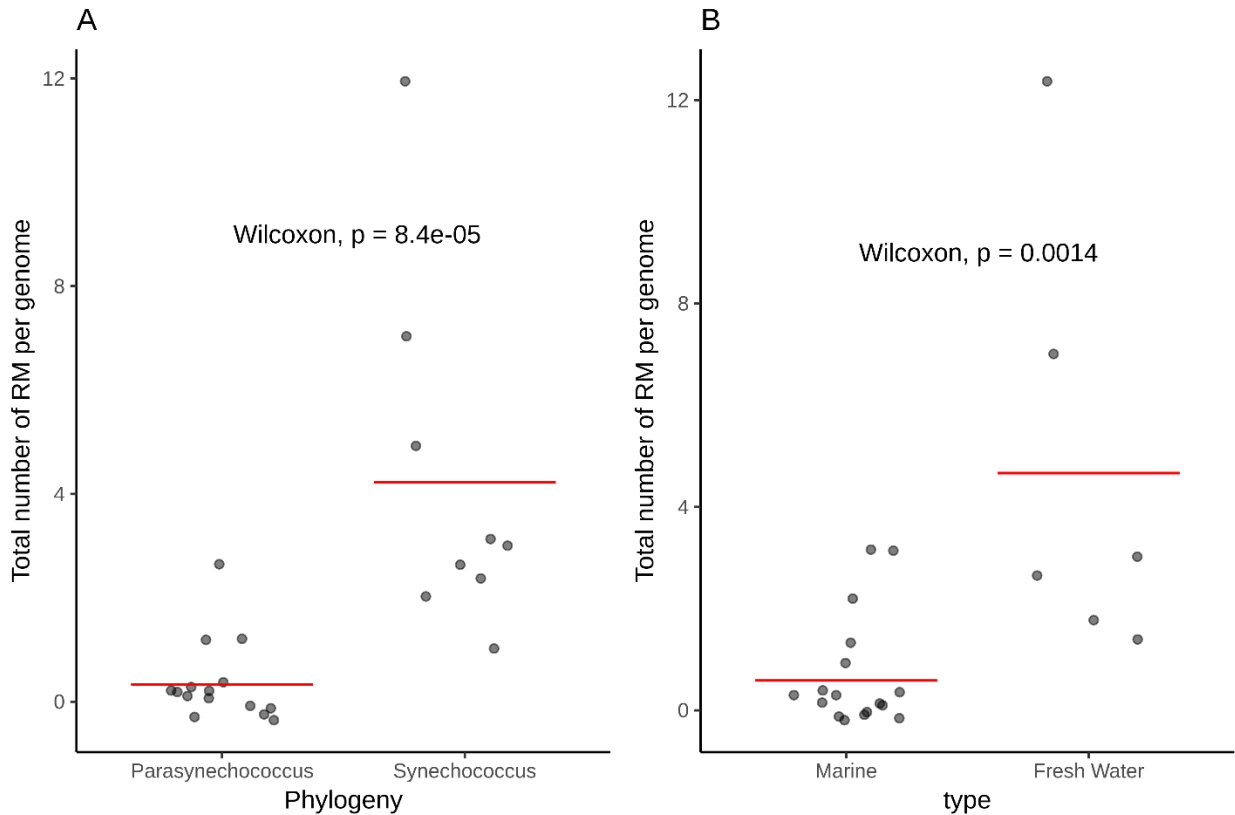 A
Total number of RM per genome
12
8
4
0
Wilcoxon, p = 8.4e-05
Parasynechococcus
Synechococcus
Phylogeny
B
Total number of RM per genome
12
8
4
0
Wilcoxon, p = 0.0014
Marine
Fresh Water
type